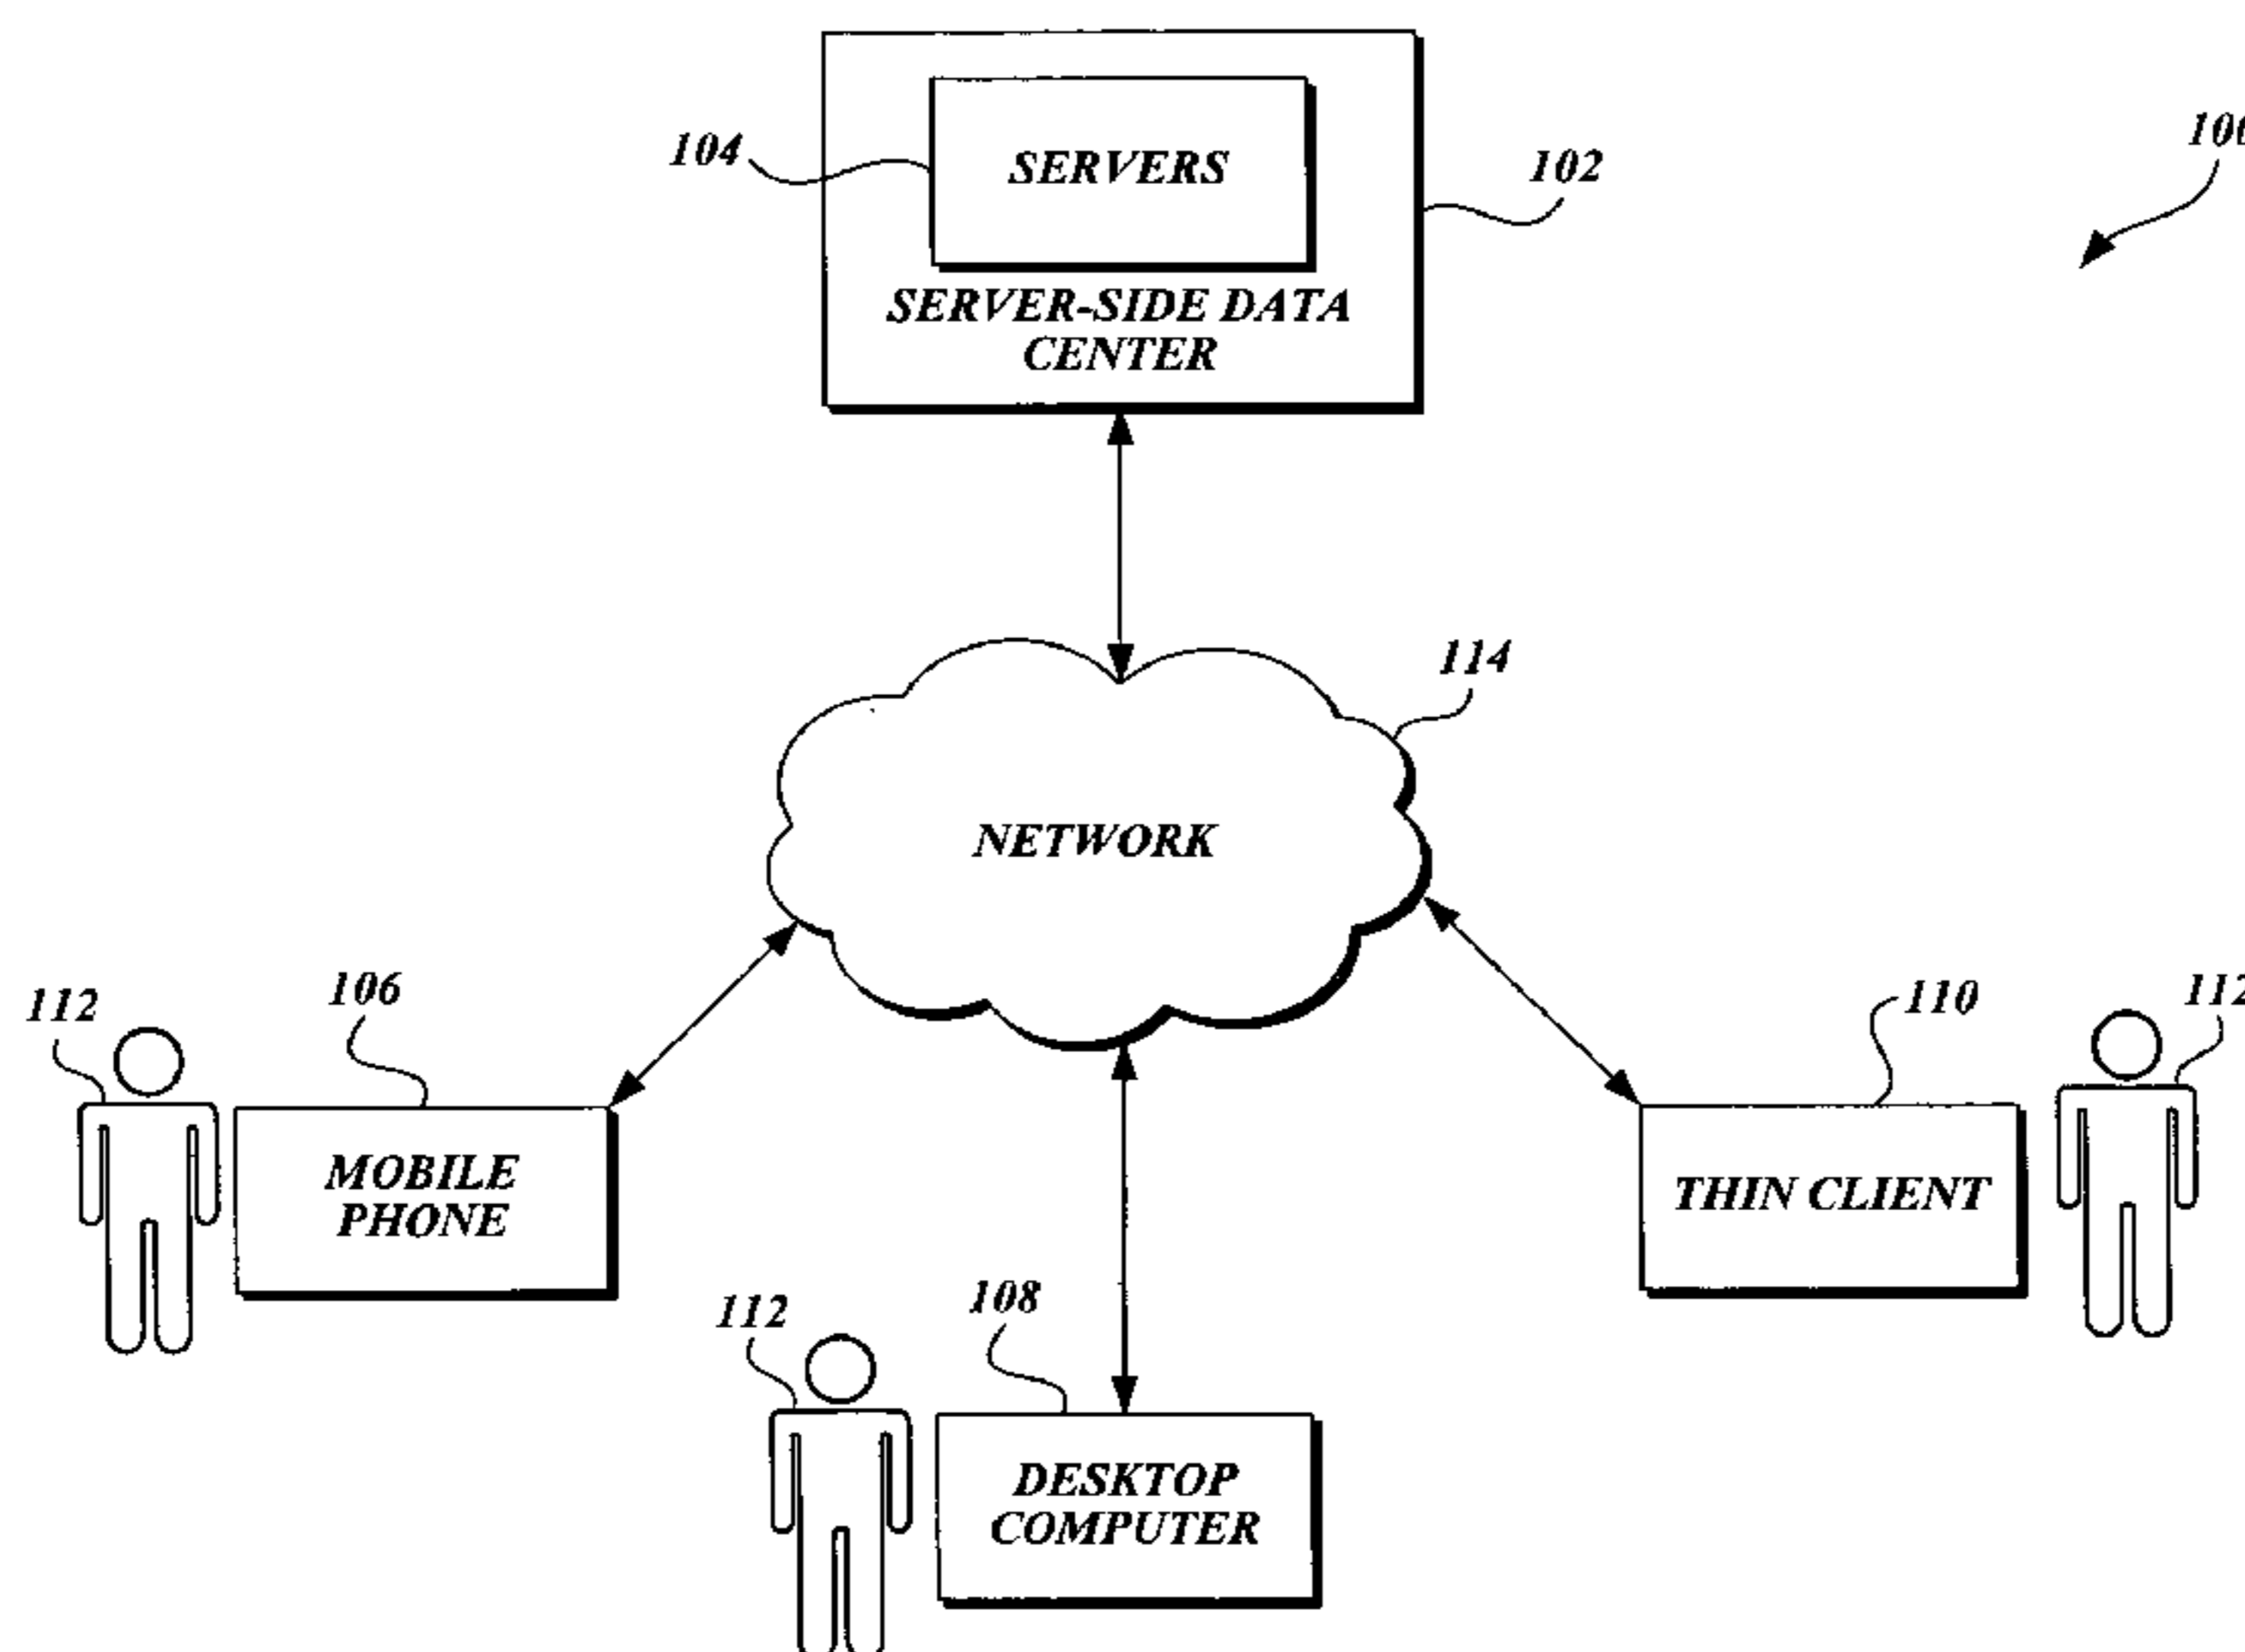 104
SERVERS
102
100
SERVER-SIDE DATA
CENTER
114
NETWORK
112
106
110
112
MOBILE
PHONE
THIN CLIENT
112
108
DESKTOP
COMPUTER